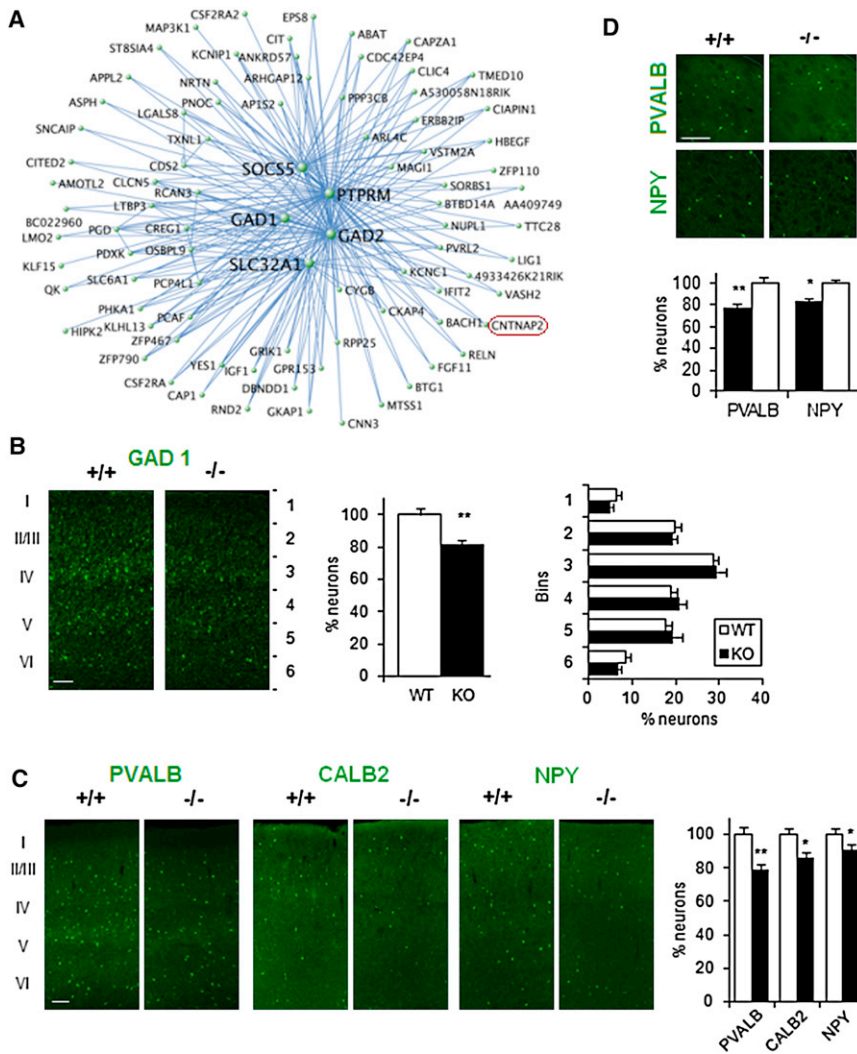 A
CSF2RA2
EPS8
MAP3K1
CIT
ABAT
ST8SIA4
KCNIP1
ANKRD57
CAPZA1
CDC42EP4
APPL2
NRTN
ARHGAP12
CLIC4
TMED10
ASPH
PNOC
AP1S2
PPP3CB
A530058N18RIK
CIAPIN1
LGALS8
ERBB2IP
SNCAIP
TXNL1
ARL4C
HBEGF
VSTM2A
CITED2
CDS2
SOCS5
MAGI1
ZFP110
AMOTL2
CLCN5
RCAN3
PTPRM
SORBS1
LTBP3
BTBD14A
AA409749
BC022960
GAD1
NUPL1
TTC28
LMO2
PGD
CREG1
GAD2
PVRL2
KLF15
PDXK
OSBPL9
SLC32A1
LIG1
QK
SLC6A1
PCP4L1
KCNC1
4933426K21RIK
CYGB
IFIT2
VASH2
PHKA1
PCAF
CKAP4
HIPK2
KLHL13
BACH1
CNTNAP2
ZFP467
RPP25
ZFP790
YES1
GRIK1
RELN
CSF2RA
IGF1
GPR153
FGF11
CAP1
DBNDD1
BTG1
RND2
GKAP1
MTSS1
CNN3
D
+/+ -/-
PVALB
NPY
% neurons
100
80
60
40
20
0
** *
PVALB NPY
B
GAD 1
+/+ -/-
I
II/III
IV
V
VI
1
2
3
4
5
6
% neurons
100
80
60
40
20
0
**
WT KO
Bins
1
2
3
4
5
6
WT
KO
0 10 20 30 40
% neurons
C
PVALB CALB2 NPY
+/+ -/- +/+ -/- +/+ -/-
I
II/III
IV
V
VI
% neurons
100
80
60
40
20
0
** * *
PVALB CALB2 NPY